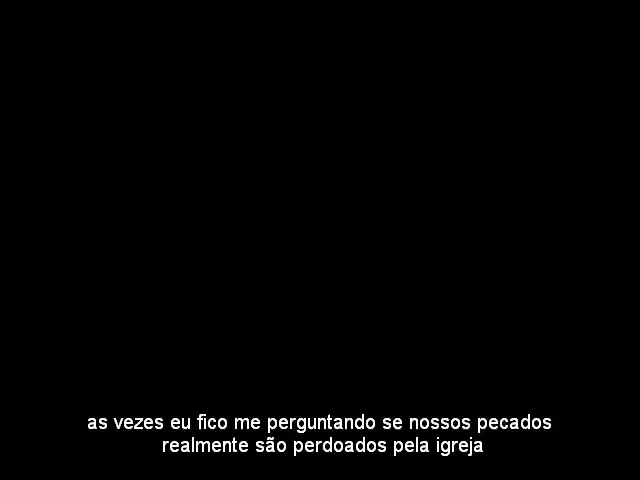 as vezes eu fico me perguntando se nossos pecados
realmente são perdoados pela igreja